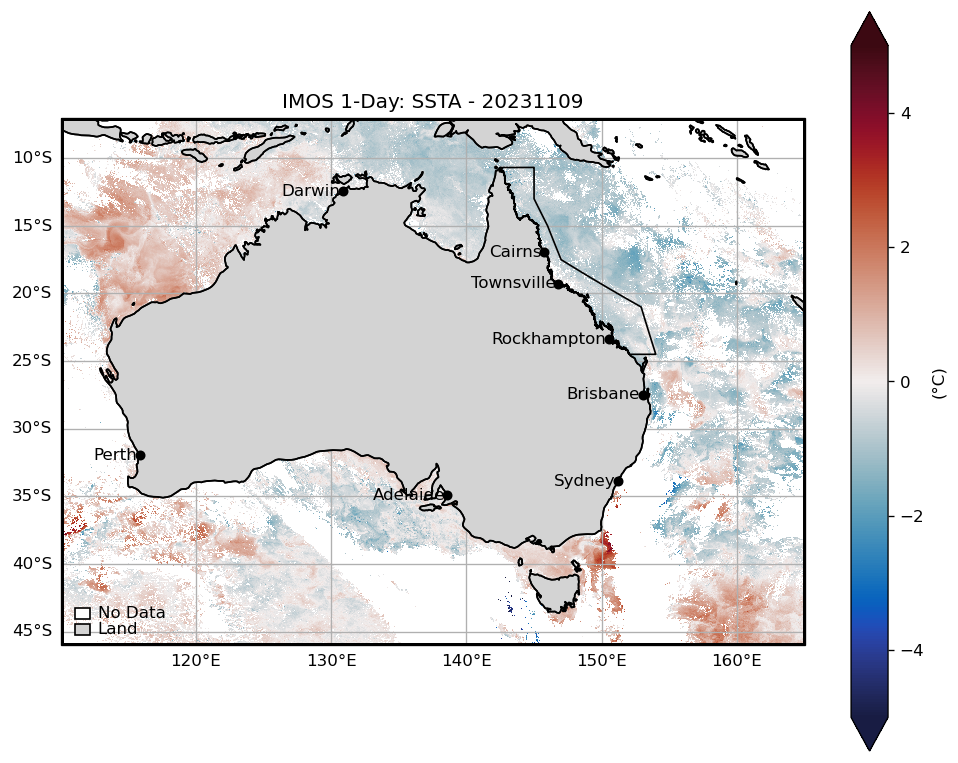 IMOS 1-Day: SSTA - 20231109
10°S
15°S
20°S
25°S
30°S
35°S
40°S
45°S
120°E
130°E
140°E
150°E
160°E
Darwin
Cairns
Townsville
Rockhampton
Brisbane
Perth
Sydney
Adelaide
No Data
Land
4
2
0
−2
−4
(°C)